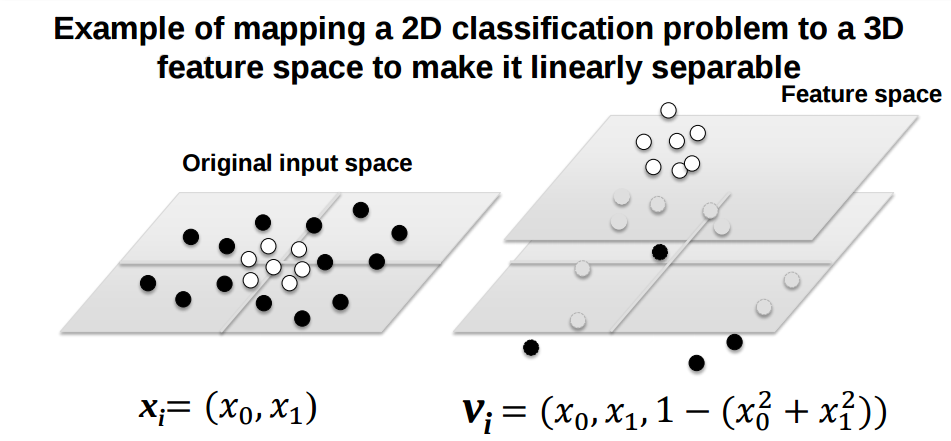 Example of mapping a 2D classification problem to a 3D
feature space to make it linearly separable
Feature space
Original input space
𝐱ᵢ= (x₀, x₁)
𝐯ᵢ = (x₀, x₁, 1 − (x₀² + x₁²))